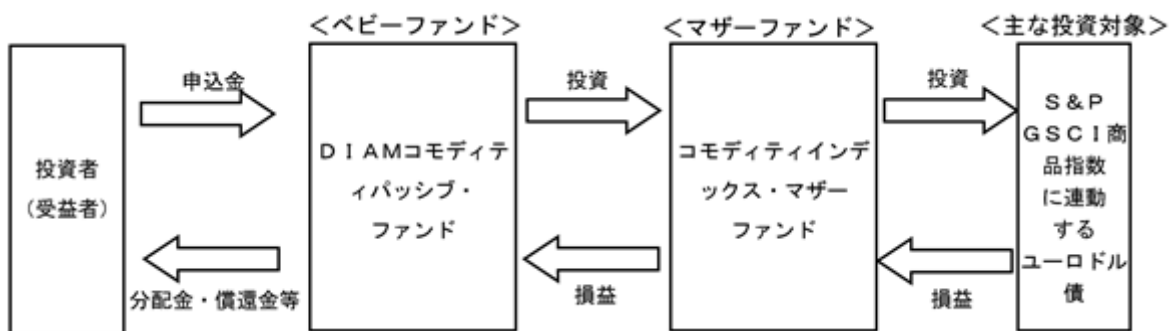 ＜ベビーファンド＞
＜マザーファンド＞
＜主な投資対象＞
申込金
投資
投資
投資者
（受益者）
ＤＩＡＭコモディテ
ィパッシブ・
ファンド
コモディティインデ
ックス・マザー
ファンド
Ｓ＆Ｐ
ＧＳＣＩ商
品指数
に連動
する
ユーロドル
債
分配金・償還金等
損益
損益